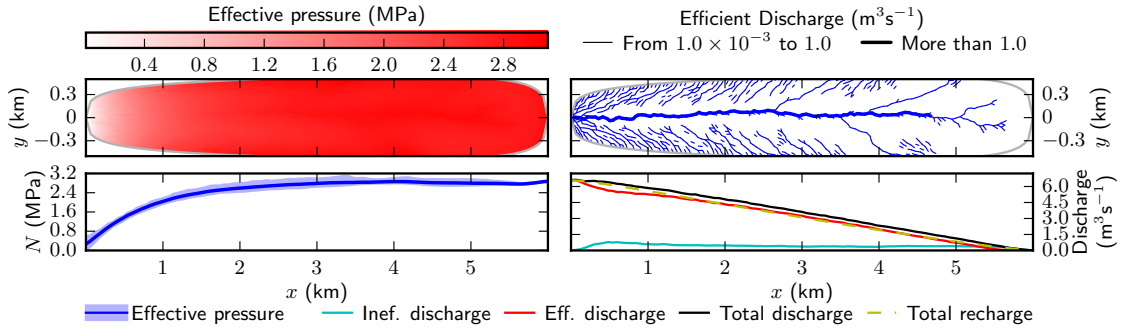 Effective pressure (MPa)
0.4 0.8 1.2 1.6 2.0 2.4 2.8
Efficient Discharge (m³s⁻¹)
From 1.0 × 10⁻³ to 1.0
More than 1.0
y (km)
0.3
0
−0.3
0.3
0
−0.3
y (km)
N (MPa)
3.2
2.4
1.6
0.8
0.0
1 2 3 4 5
x (km)
6.0
4.5
3.0
1.5
0.0
Discharge
(m³s⁻¹)
1 2 3 4 5
x (km)
Effective pressure
Inef. discharge
Eff. discharge
Total discharge
Total recharge